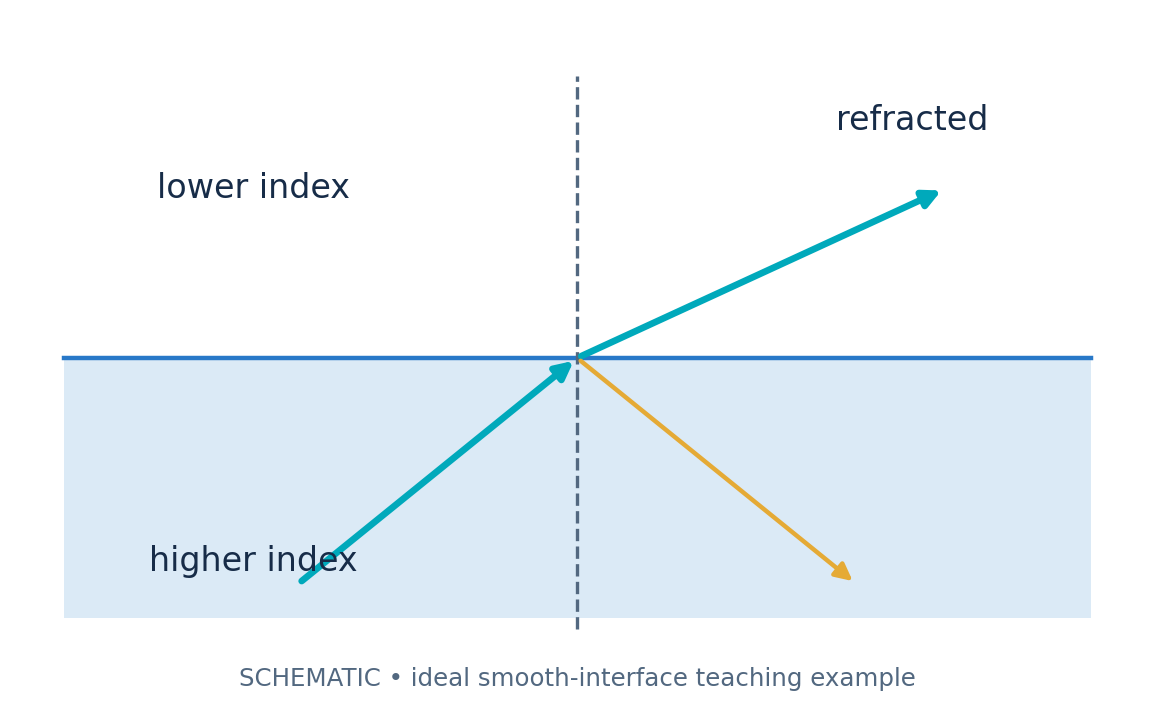 refracted
lower index
higher index
SCHEMATIC • ideal smooth-interface teaching example